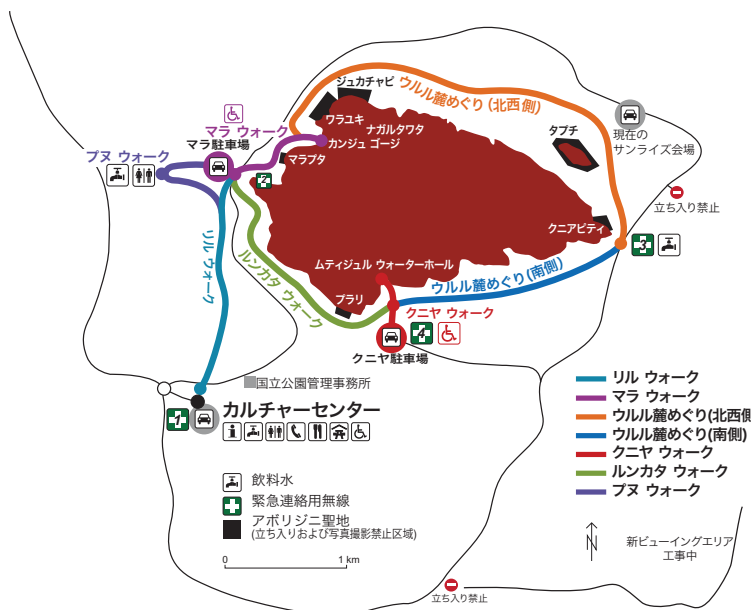 ジュカチャピ
ウルル麓めぐり(北西側)
ワラユキ
ナガルタワタ
カンジュ ゴージ
マラ ウォーク
マラ駐車場
マラプタ
プヌ ウォーク
2
タプチ
現在の
サンライズ会場
立ち入り禁止
クニアピティ
3
リル ウォーク
ルンカタ ウォーク
ムティジュル ウォーターホール
ウルル麓めぐり(南側)
プラリ
クニヤ ウォーク
4
クニヤ駐車場
国立公園管理事務所
1
カルチャーセンター
i
飲料水
緊急連絡用無線
アボリジニ聖地
(立ち入りおよび写真撮影禁止区域)
0
1 km
リル ウォーク
マラ ウォーク
ウルル麓めぐり(北西側
ウルル麓めぐり(南側)
クニヤ ウォーク
ルンカタ ウォーク
プヌ ウォーク
N
新ビューイングエリア
工事中
立ち入り禁止